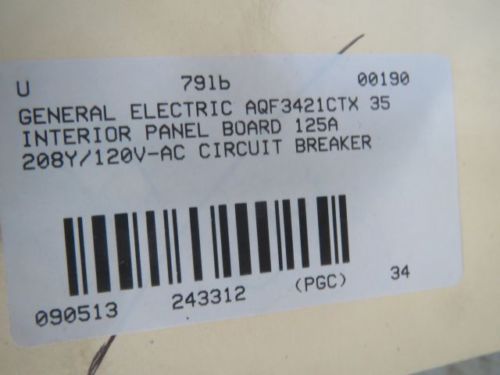 U 791b 00190
GENERAL ELECTRIC AQF3421CTX 35
INTERIOR PANEL BOARD 125A
208Y/120V-AC CIRCUIT BREAKER
090513 243312 (PGC) 34